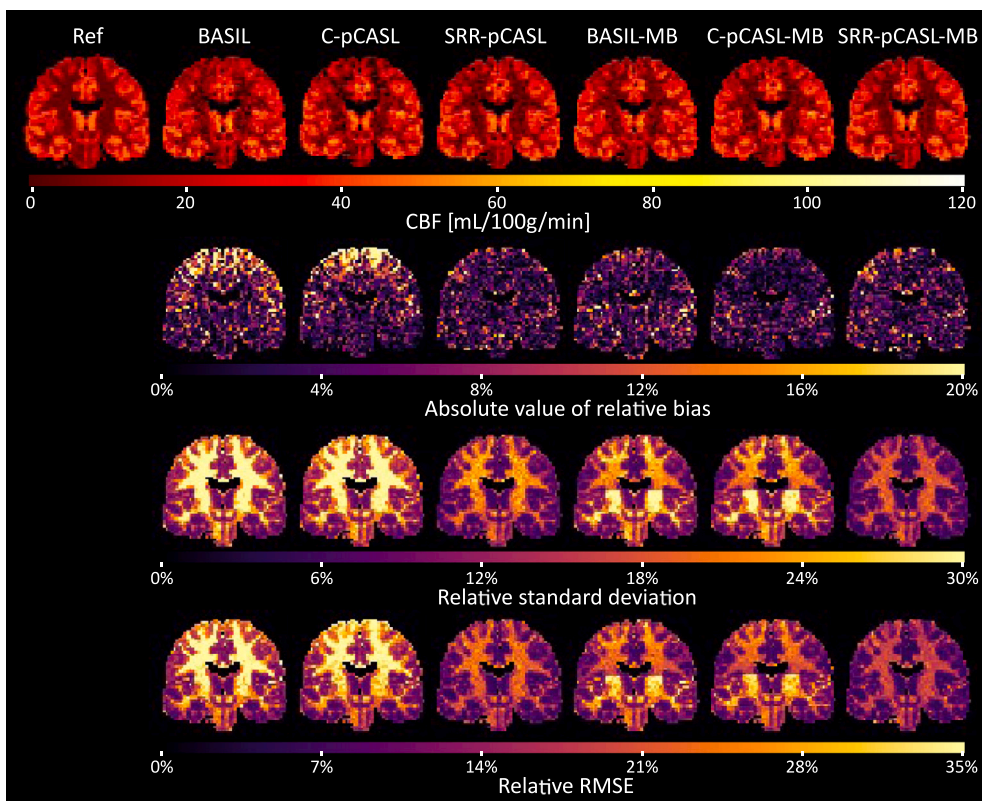 Ref BASIL C-pCASL SRR-pCASL BASIL-MB C-pCASL-MB SRR-pCASL-MB
0 20 40 60 80 100 120
CBF [mL/100g/min]
0% 4% 8% 12% 16% 20%
Absolute value of relative bias
0% 6% 12% 18% 24% 30%
Relative standard deviation
0% 7% 14% 21% 28% 35%
Relative RMSE